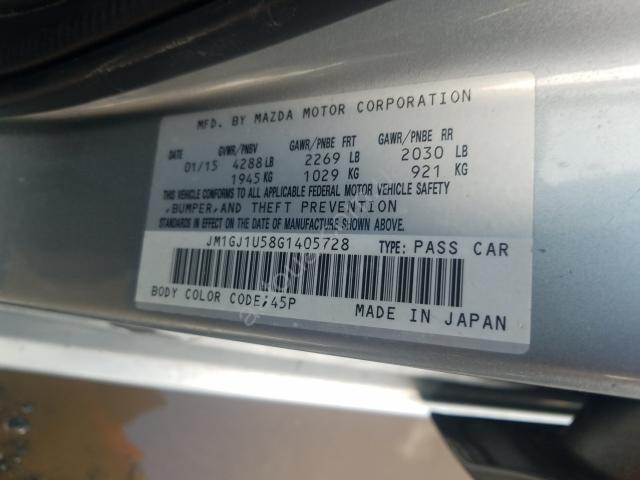 MFD. BY MAZDA MOTOR CORPORATION
DATE GVWR/PNBV GAWR/PNBE FRT GAWR/PNBE RR
01/15 4288 LB 2269 LB 2030 LB
1945 KG 1029 KG 921 KG
THIS VEHICLE CONFORMS TO ALL APPLICABLE FEDERAL MOTOR VEHICLE SAFETY
,BUMPER,AND THEFT PREVENTION
STANDARDS IN EFFECT ON THE DATE OF MANUFACTURE SHOWN ABOVE.
JM1GJ1U58G1405728 TYPE:PASS CAR
BODY COLOR CODE;45P MADE IN JAPAN